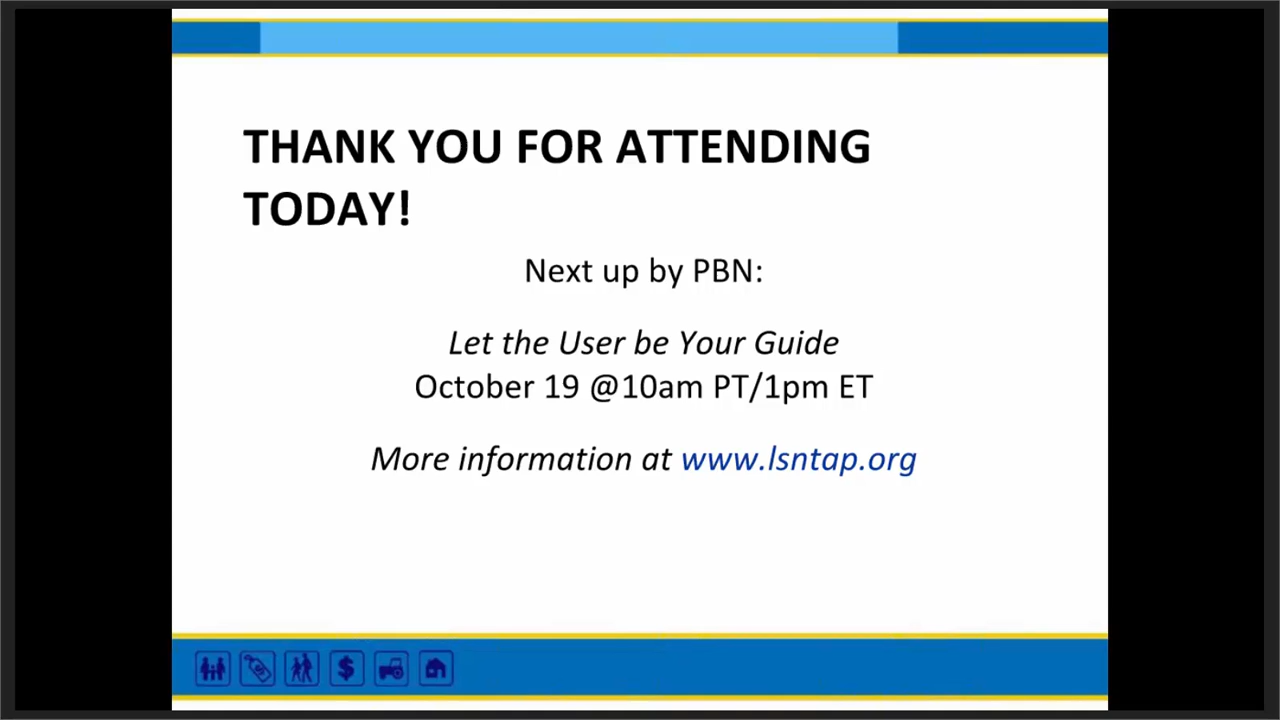 THANK YOU FOR ATTENDING
TODAY!
Next up by PBN:
Let the User be Your Guide
October 19 @10am PT/1pm ET
More information at www.lsntap.org